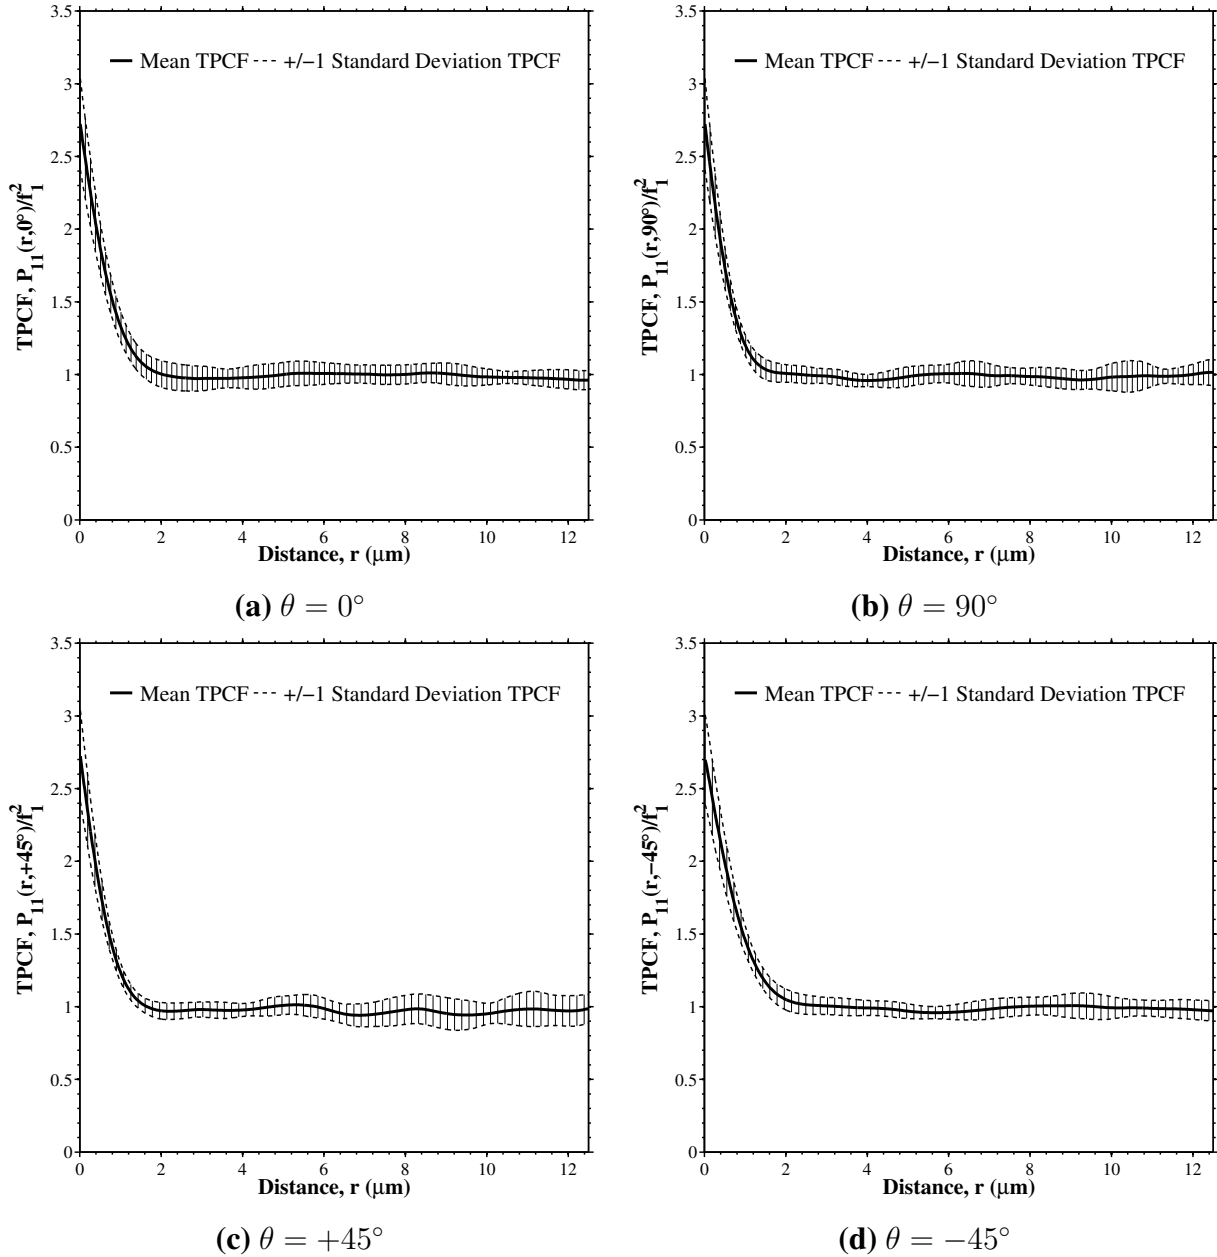 3.5
3
2.5
2
1.5
1
0.5
0
Mean TPCF +/−1 Standard Deviation TPCF
TPCF, P₁₁(r,0°)/f₁²
0 2 4 6 8 10 12
Distance, r (μm)
(a) θ = 0°
3.5
3
2.5
2
1.5
1
0.5
0
Mean TPCF +/−1 Standard Deviation TPCF
TPCF, P₁₁(r,90°)/f₁²
0 2 4 6 8 10 12
Distance, r (μm)
(b) θ = 90°
3.5
3
2.5
2
1.5
1
0.5
0
Mean TPCF +/−1 Standard Deviation TPCF
TPCF, P₁₁(r,+45°)/f₁²
0 2 4 6 8 10 12
Distance, r (μm)
(c) θ = +45°
3.5
3
2.5
2
1.5
1
0.5
0
Mean TPCF +/−1 Standard Deviation TPCF
TPCF, P₁₁(r,−45°)/f₁²
0 2 4 6 8 10 12
Distance, r (μm)
(d) θ = −45°